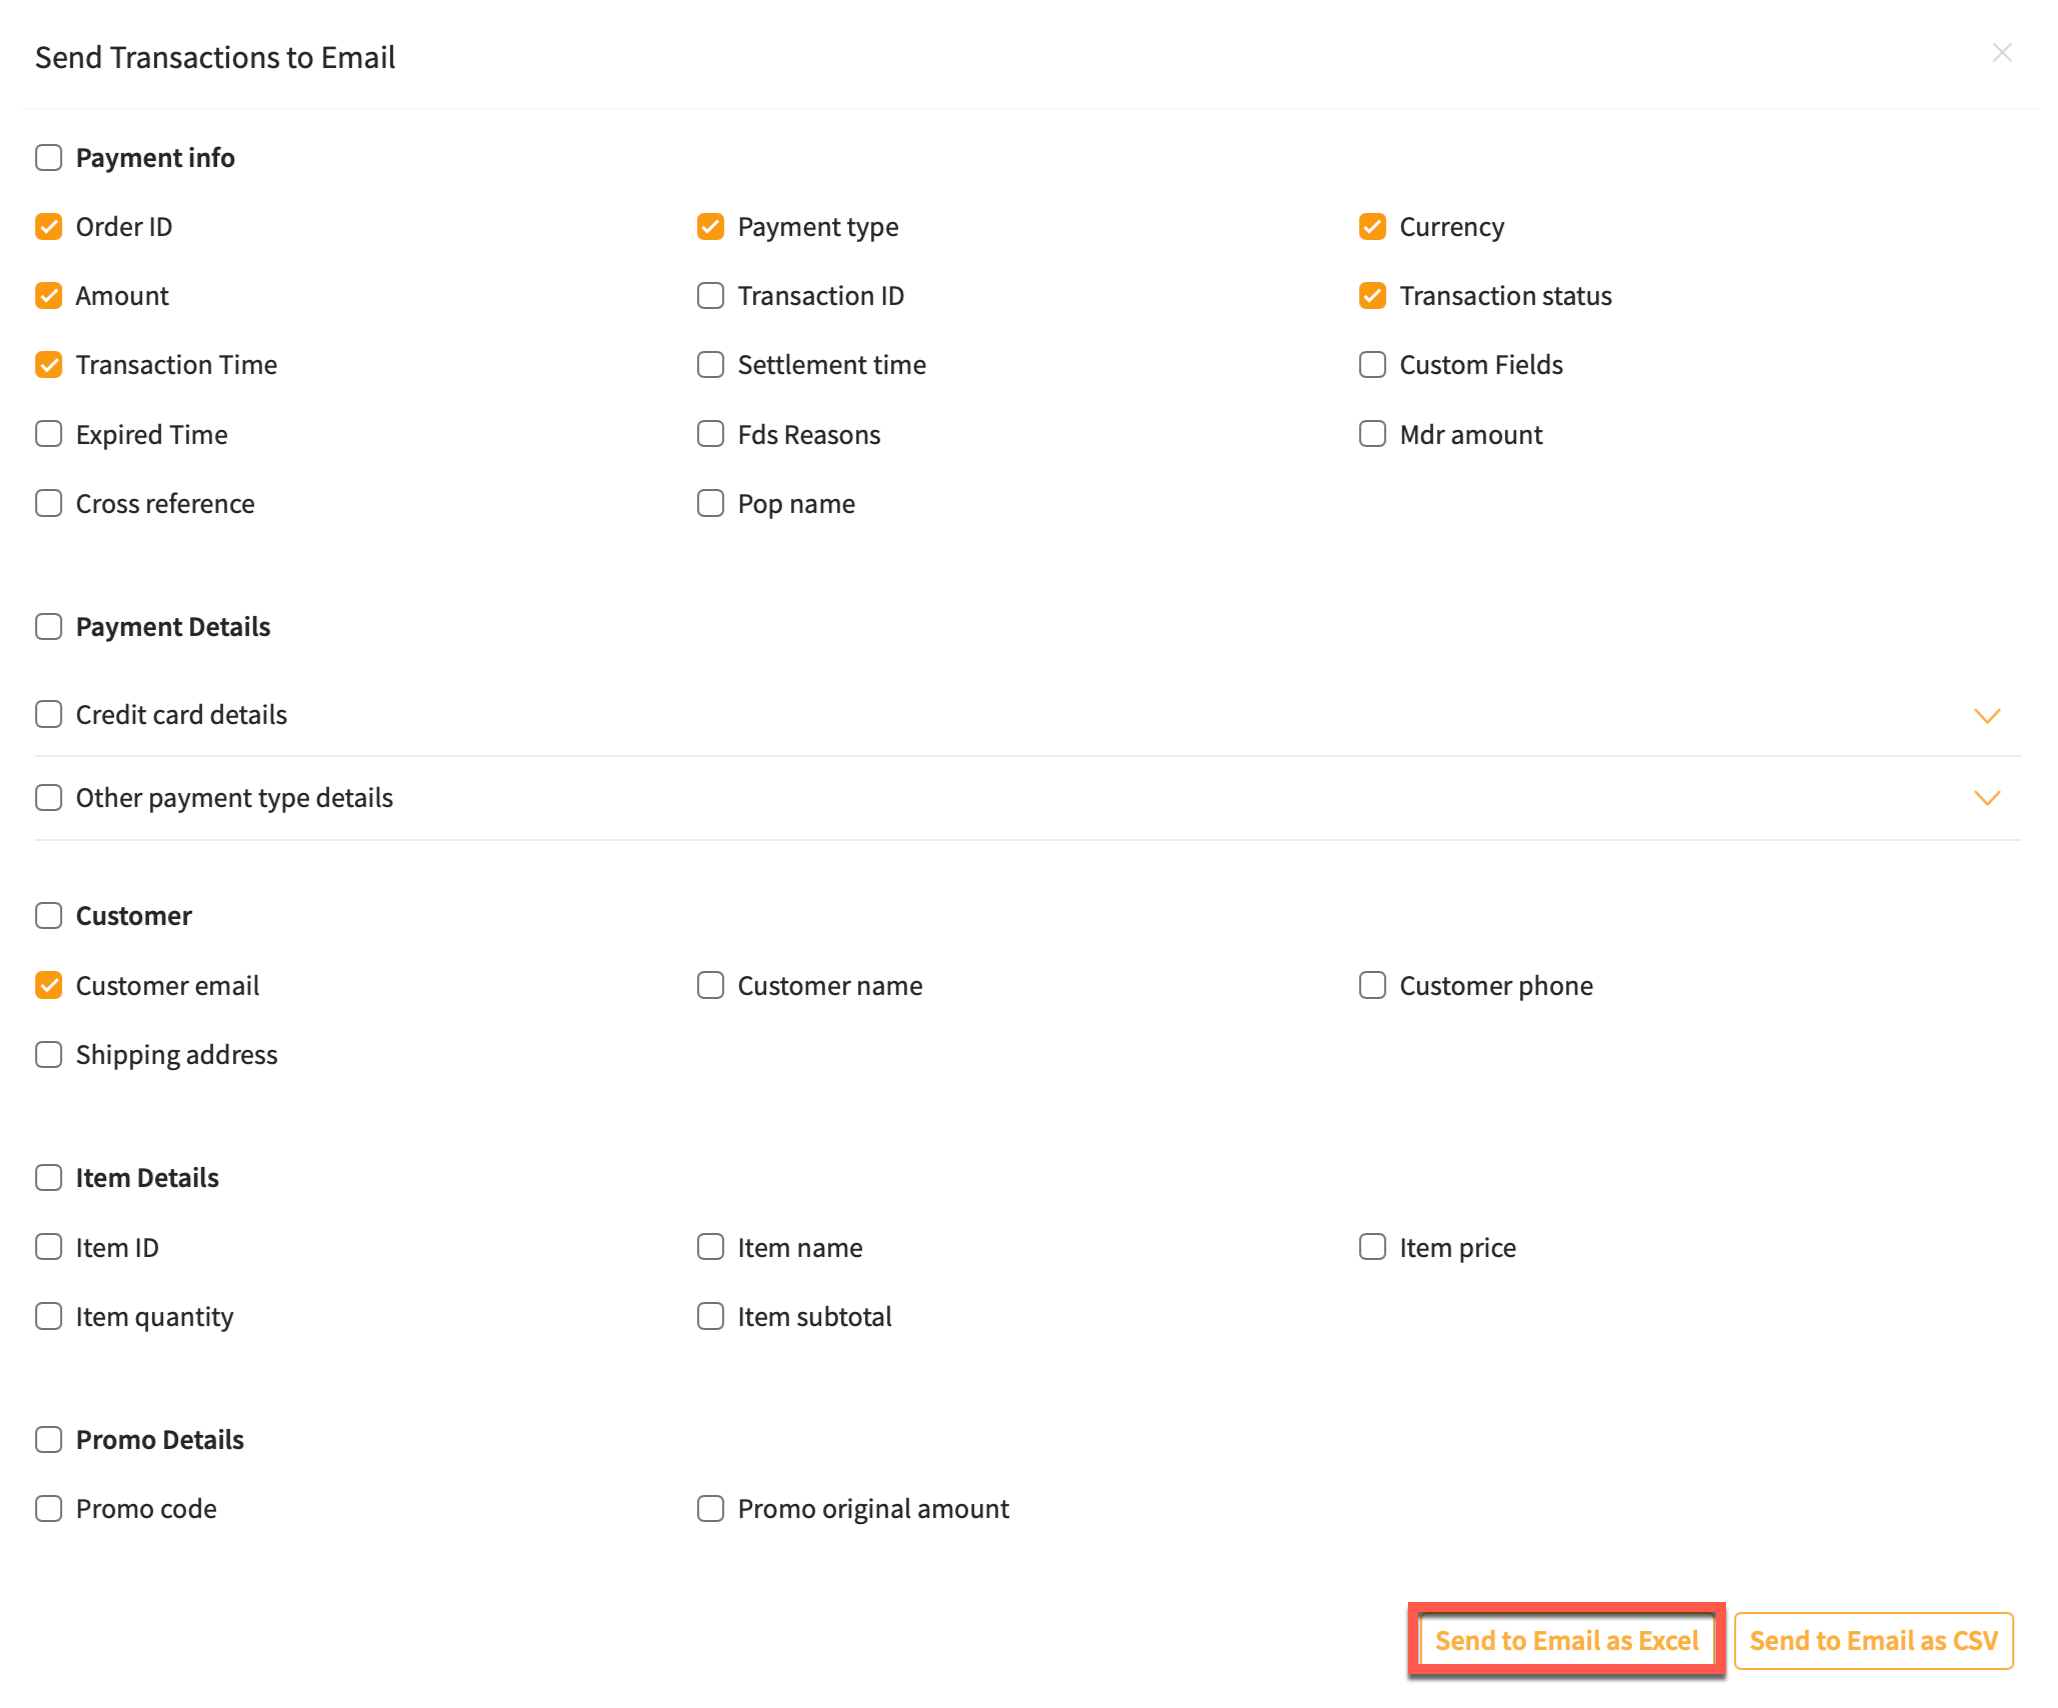 Send Transactions to Email
Payment info
Order ID
Payment type
Currency
Amount
Transaction ID
Transaction status
Transaction Time
Settlement time
Custom Fields
Expired Time
Fds Reasons
Mdr amount
Cross reference
Pop name
Payment Details
Credit card details
Other payment type details
Customer
Customer email
Customer name
Customer phone
Shipping address
Item Details
Item ID
Item name
Item price
Item quantity
Item subtotal
Promo Details
Promo code
Promo original amount
Send to Email as Excel
Send to Email as CSV